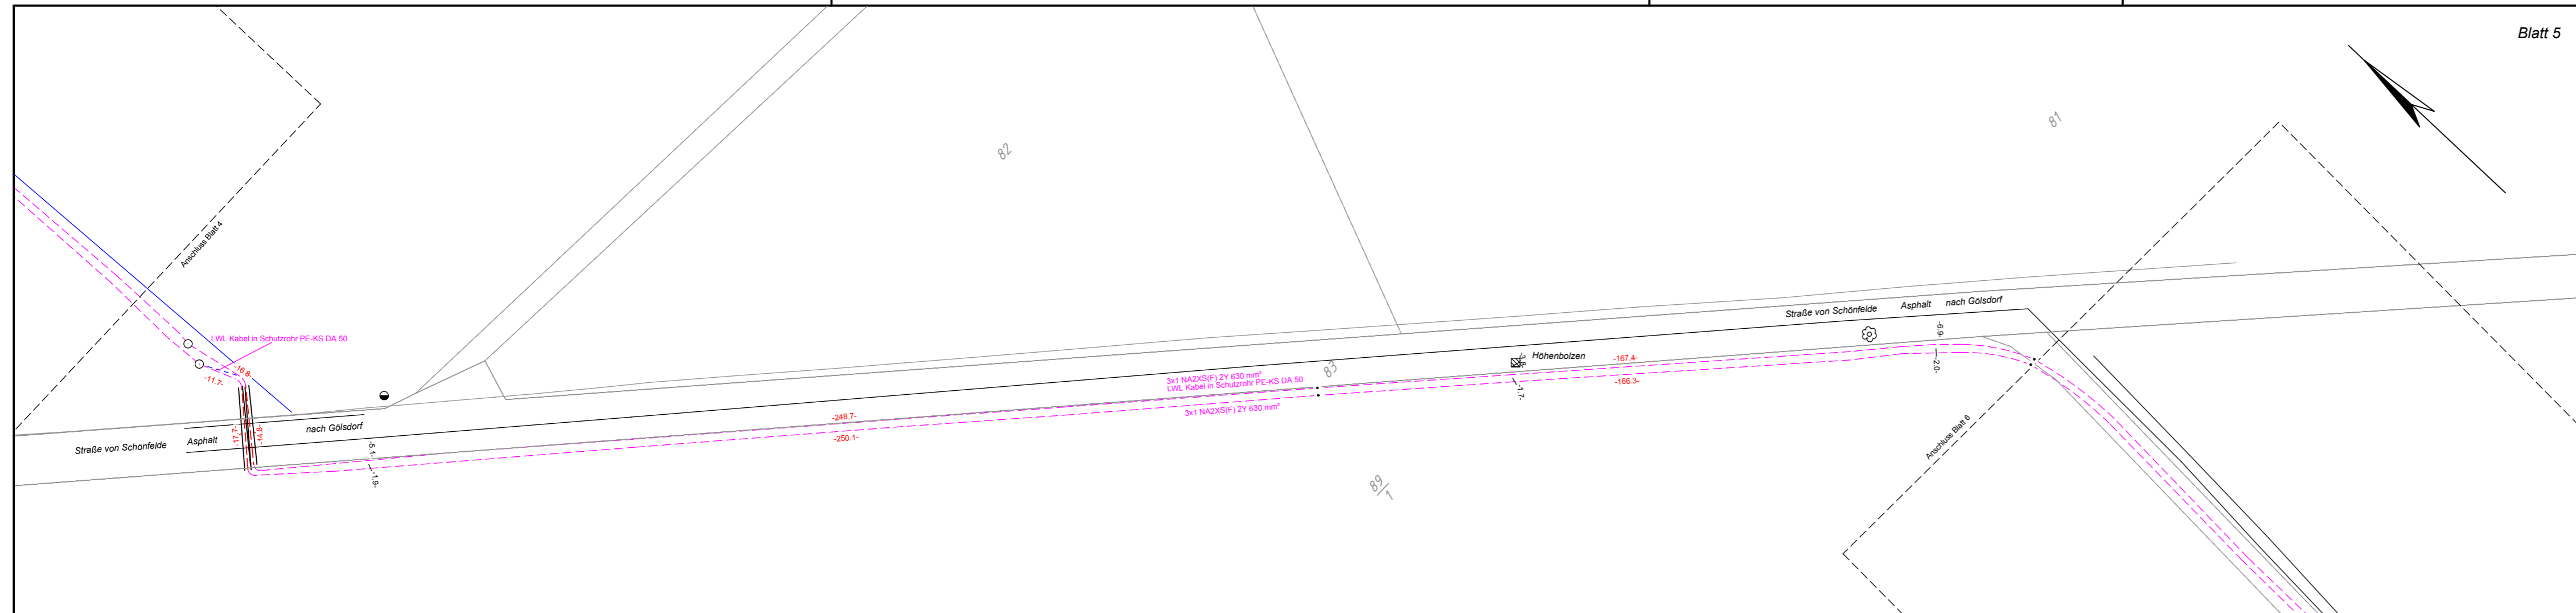 Blatt 5
81
82
Anschluss Blatt 4
LWL Kabel in Schutzrohr PE-KS DA 50
-16.8-
-11.7-
Straße von Schönfelde Asphalt nach Gölsdorf
-6.9-
-2.0-
Höhenbolzen
-167.4-
-166.3-
-1.7-
83
3x1 NA2XS(F) 2Y 630 mm²
LWL Kabel in Schutzrohr PE-KS DA 50
3x1 NA2XS(F) 2Y 630 mm²
-248.7-
-250.1-
Straße von Schönfelde Asphalt nach Gölsdorf
-17.7-
-14.8-
-5.1-
-1.9-
Anschluss Blatt 6
89/1